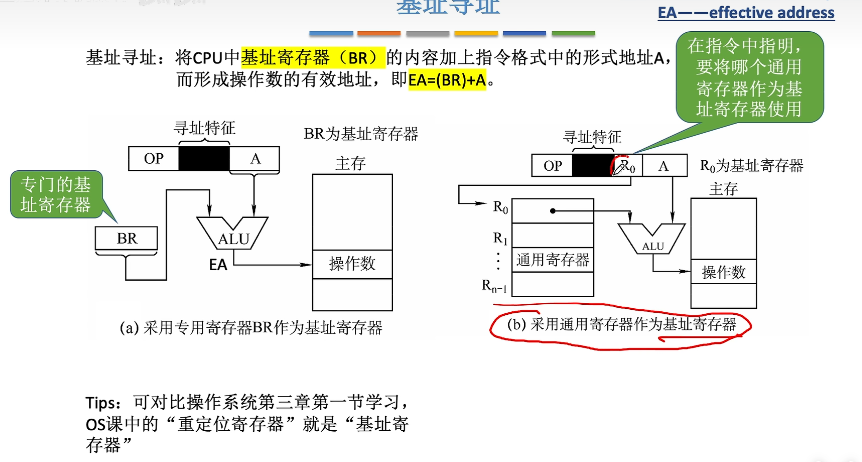 基址寻址
EA——effective address
基址寻址：将CPU中基址寄存器（BR）的内容加上指令格式中的形式地址A，
而形成操作数的有效地址，即EA=(BR)+A。
在指令中指明，
要将哪个通用
寄存器作为基
址寄存器使用
寻址特征
OP
A
BR为基址寄存器
主存
专门的基
址寄存器
BR
ALU
EA
操作数
(a) 采用专用寄存器BR作为基址寄存器
寻址特征
OP
R₀
A
R₀为基址寄存器
主存
R₀
R₁
⋮
通用寄存器
Rₙ₋₁
ALU
操作数
(b) 采用通用寄存器作为基址寄存器
Tips：可对比操作系统第三章第一节学习，
OS课中的“重定位寄存器”就是“基址寄
存器”